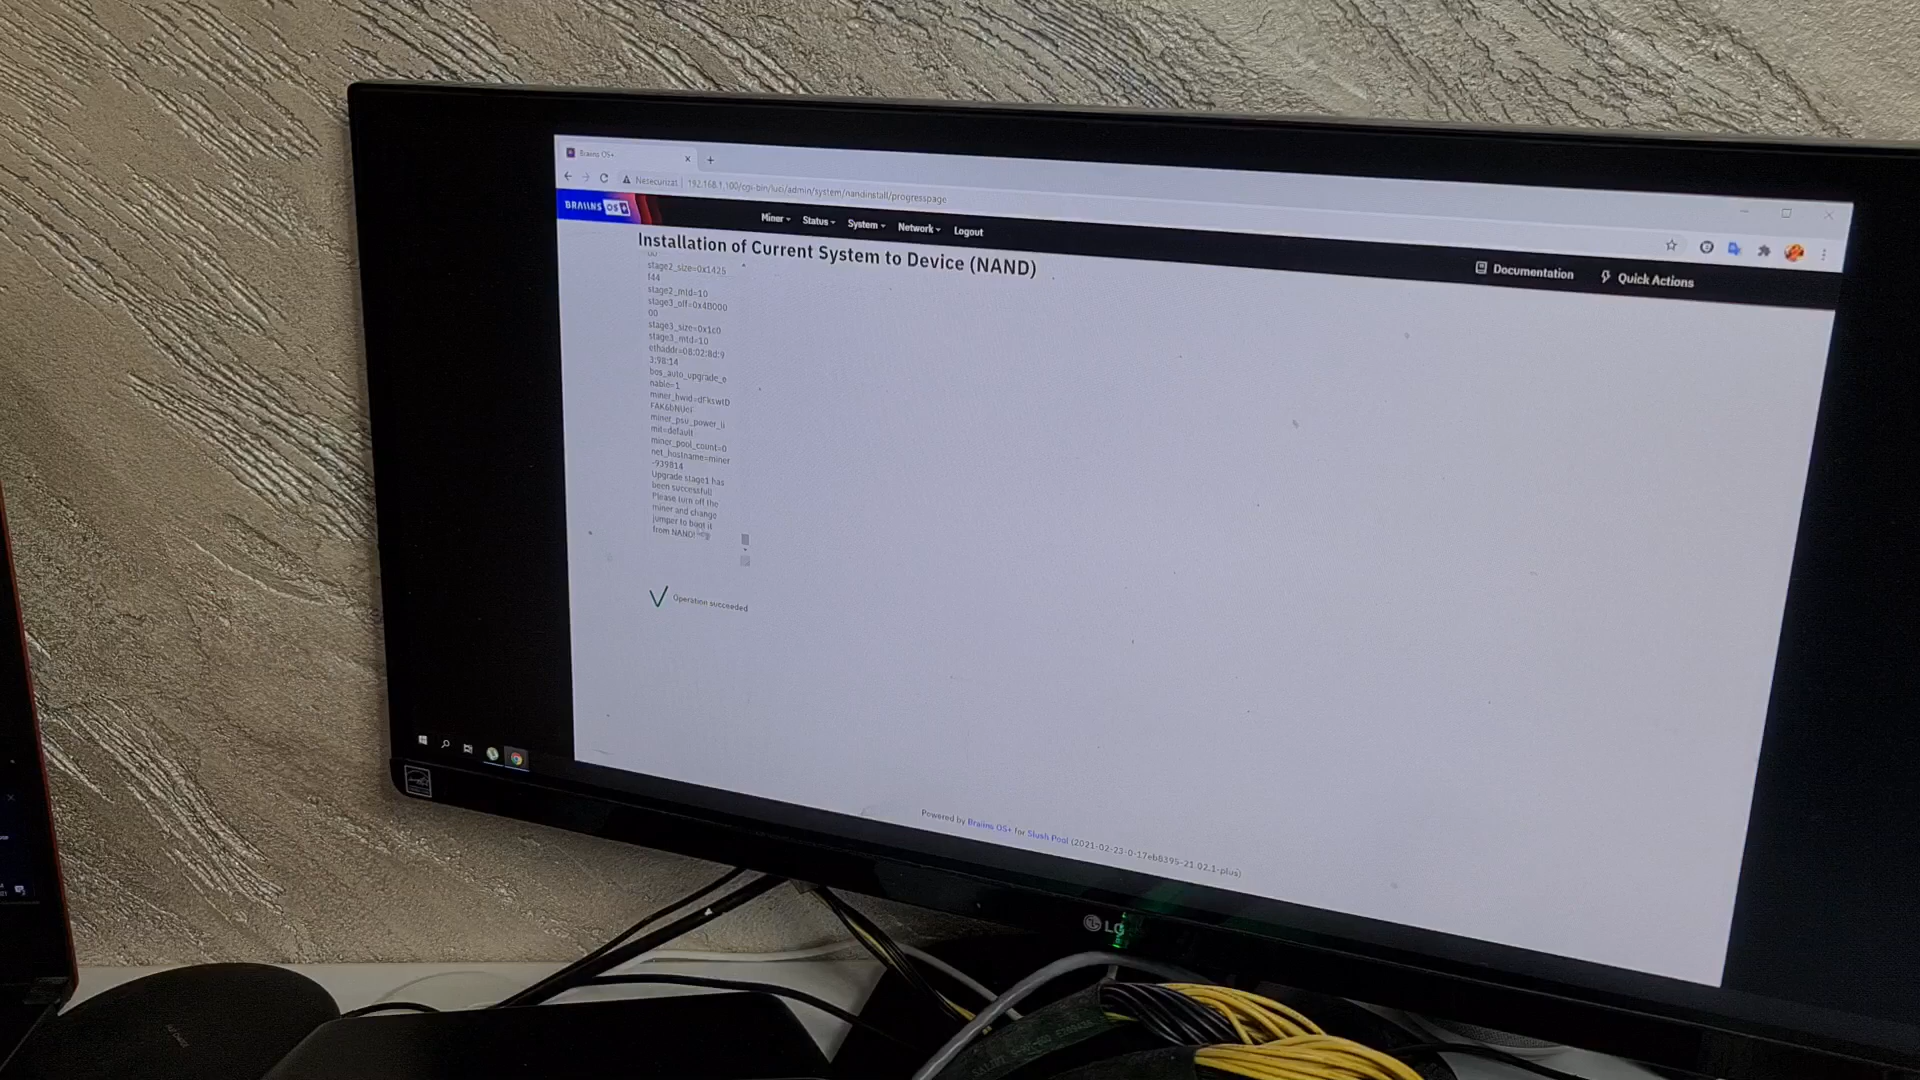 Braiins OS+
Nesecurizat | 192.168.1.100/cgi-bin/luci/admin/system/nandinstall/progresspage
BRAIINS OS+
Miner
Status
System
Network
Logout
Documentation
Quick Actions
Installation of Current System to Device (NAND)
00
stage2_size=0x1425
f44
stage2_mtd=10
stage3_off=0x4B000
00
stage3_size=0x1c0
stage3_mtd=10
ethaddr=08:02:8d:9
3:98:14
bos_auto_upgrade_e
nable=1
miner_psu_power_li
mit=default
miner_pool_count=0
net_hostname=miner
-939814
Upgrade stage1 has
been successful!
Please turn off the
miner and change
jumper to boot it
from NAND!
Operation succeeded
Powered by Braiins OS+ for Slush Pool (2021-02-23-0-17eb8395-21.02.1-plus)
LG